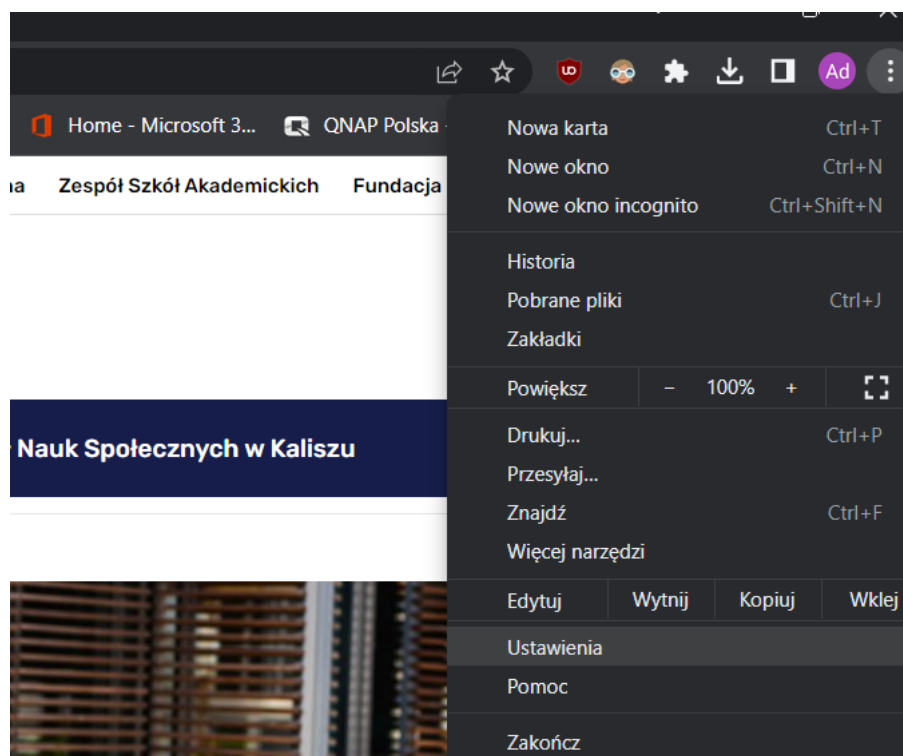 Ad
Home - Microsoft 3... QNAP Polska
Zespół Szkół Akademickich Fundacja
Nauk Społecznych w Kaliszu
Nowa karta Ctrl+T
Nowe okno Ctrl+N
Nowe okno incognito Ctrl+Shift+N
Historia
Pobrane pliki Ctrl+J
Zakładki
Powiększ - 100% +
Drukuj... Ctrl+P
Przesyłaj...
Znajdź Ctrl+F
Więcej narzędzi
Edytuj Wytnij Kopiuj Wklej
Ustawienia
Pomoc
Zakończ